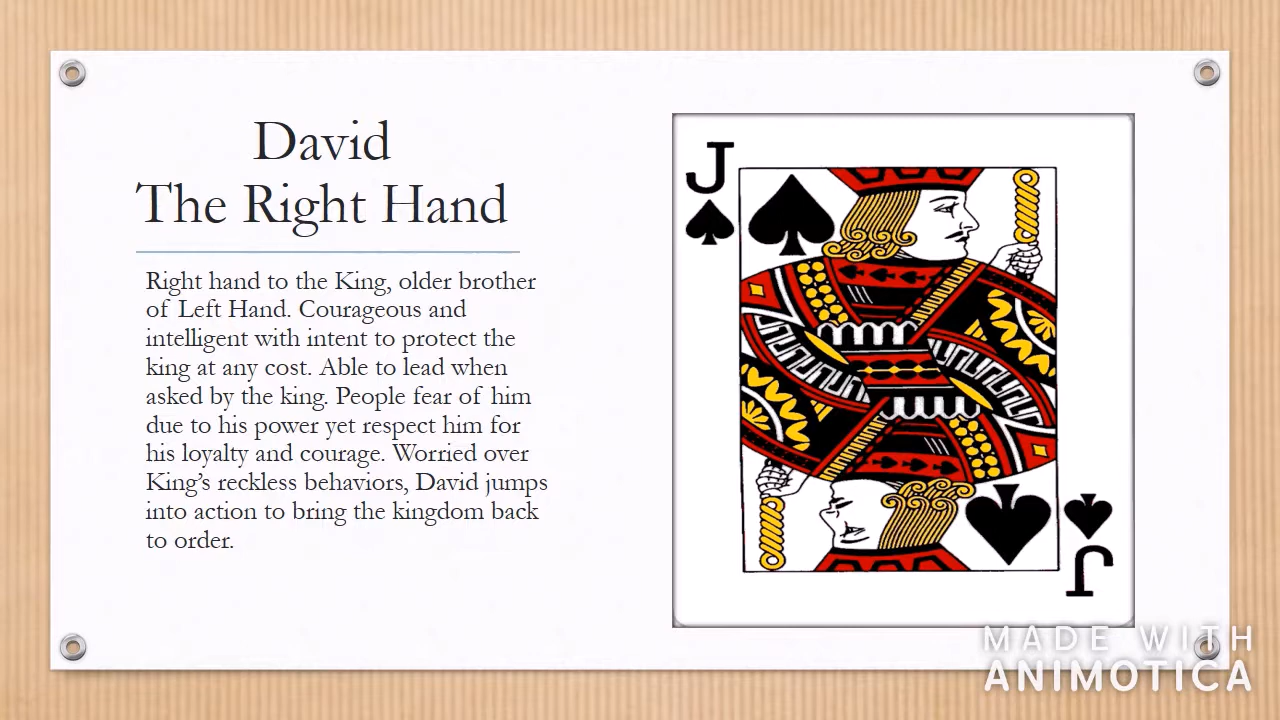 David
The Right Hand
Right hand to the King, older brother
of Left Hand. Courageous and
intelligent with intent to protect the
king at any cost. Able to lead when
asked by the king. People fear of him
due to his power yet respect him for
his loyalty and courage. Worried over
King’s reckless behaviors, David jumps
into action to bring the kingdom back
to order.
J
J
MADE WITH
ANIMOTICA